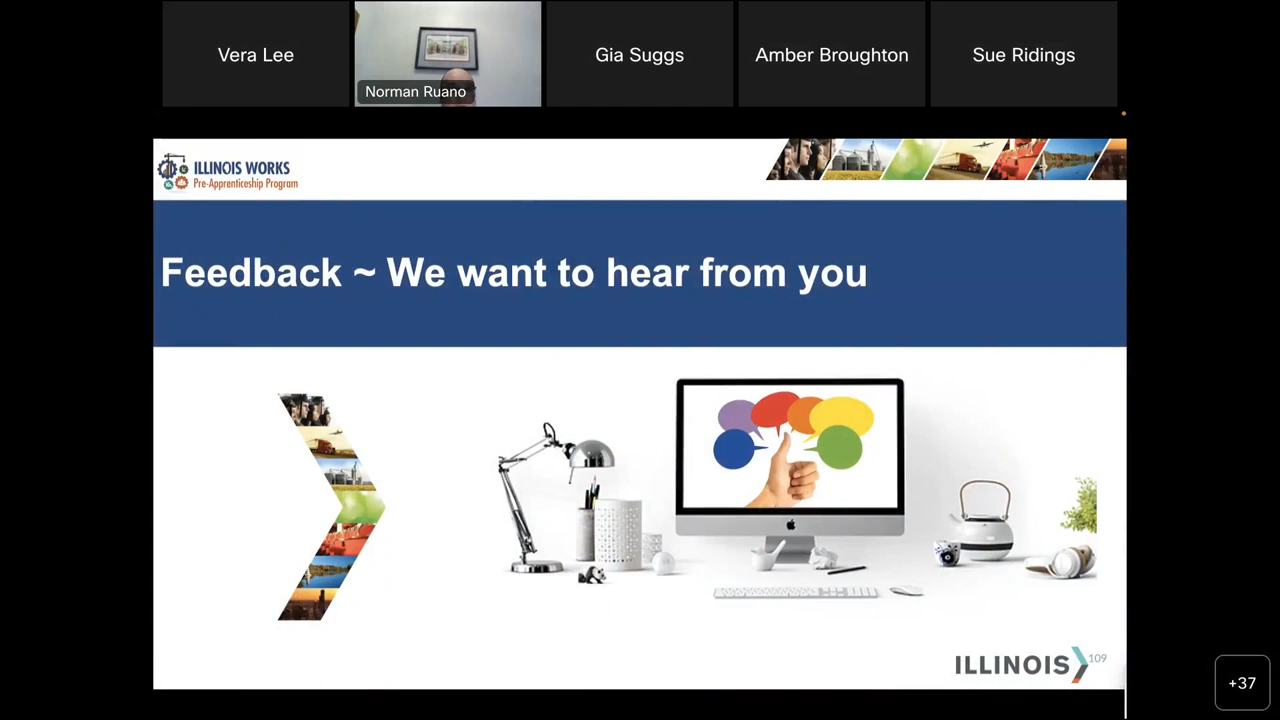 Vera Lee
Norman Ruano
Gia Suggs
Amber Broughton
Sue Ridings
ILLINOIS WORKS
Pre-Apprenticeship Program
Feedback ~ We want to hear from you
ILLINOIS
109
+37